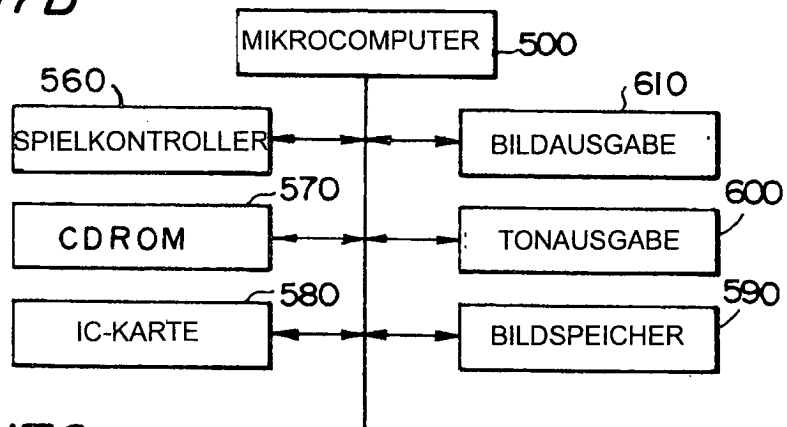 MIKROCOMPUTER 500
560 610
SPIELKONTROLLER BILDAUSGABE
570 600
CDROM TONAUSGABE
580 590
IC-KARTE BILDSPEICHER